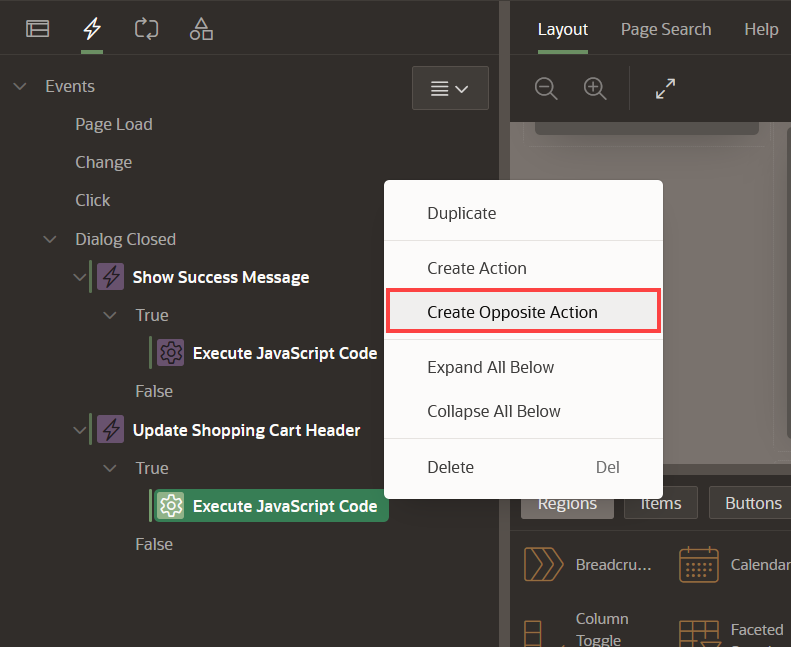 Layout
Page Search
Help
Events
Page Load
Change
Click
Dialog Closed
Show Success Message
True
Execute JavaScript Code
False
Update Shopping Cart Header
True
Execute JavaScript Code
False
Duplicate
Create Action
Create Opposite Action
Expand All Below
Collapse All Below
Delete Del
Regions
Items
Buttons
Breadcru...
Calendar
Column
Toggle
Faceted